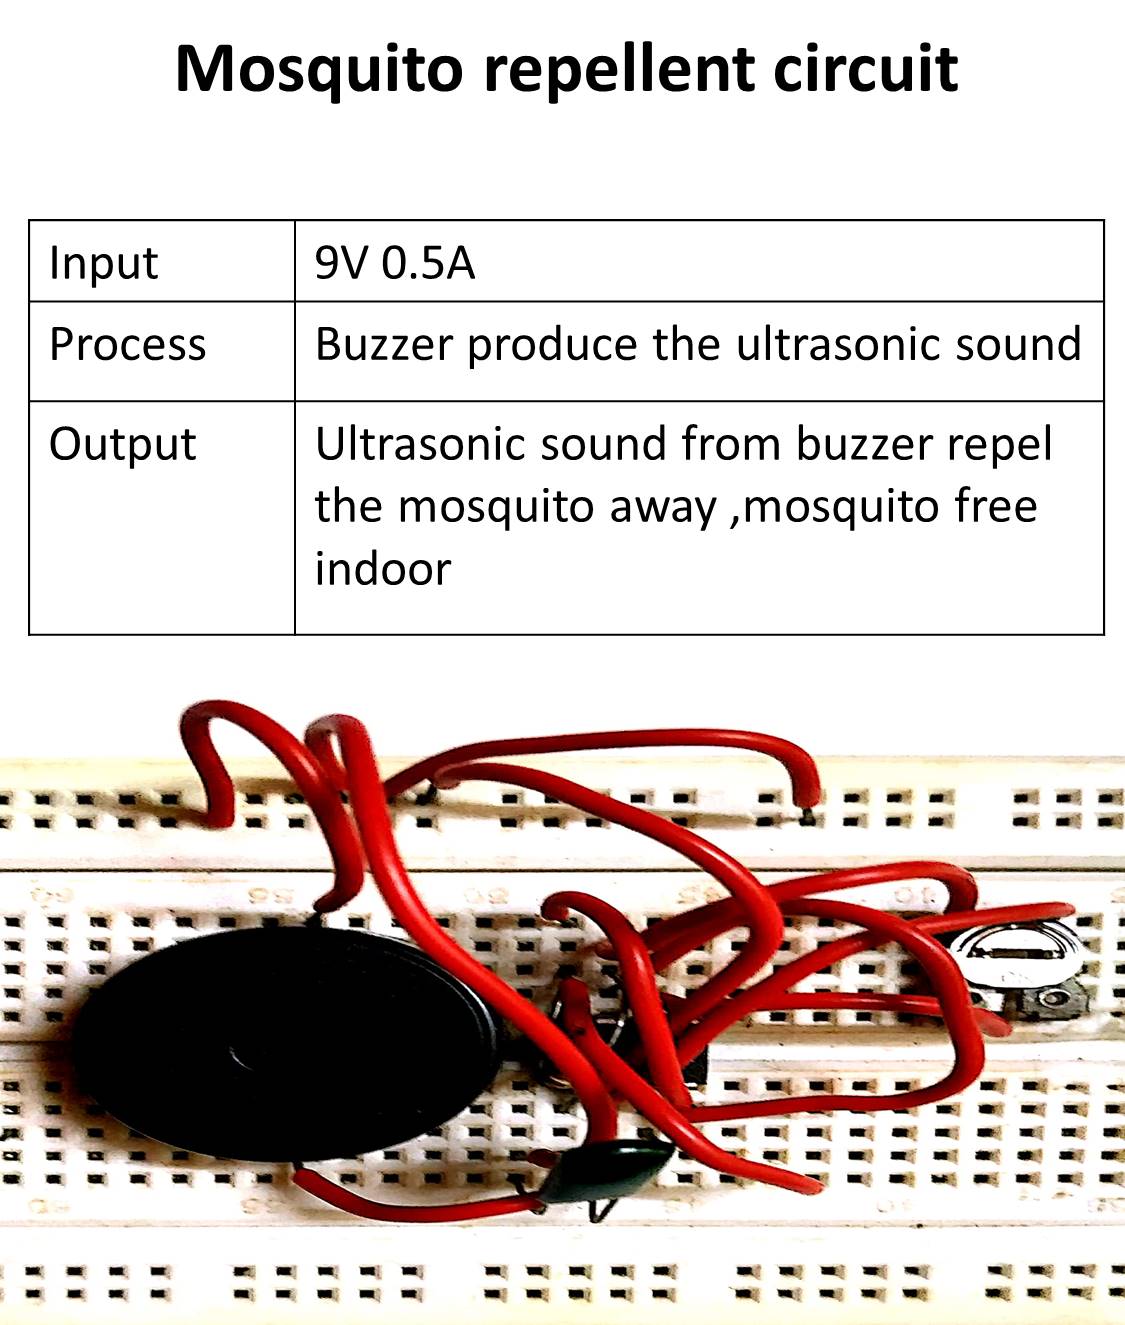 Mosquito repellent circuit
Input 9V 0.5A
Process Buzzer produce the ultrasonic sound
Output Ultrasonic sound from buzzer repel
the mosquito away ,mosquito free
indoor